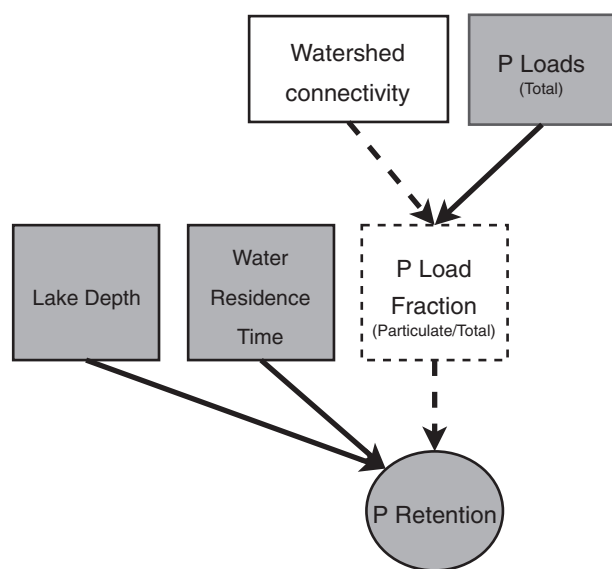 Watershed
connectivity
P Loads
(Total)
Lake Depth
Water
Residence
Time
P Load
Fraction
(Particulate/Total)
P Retention